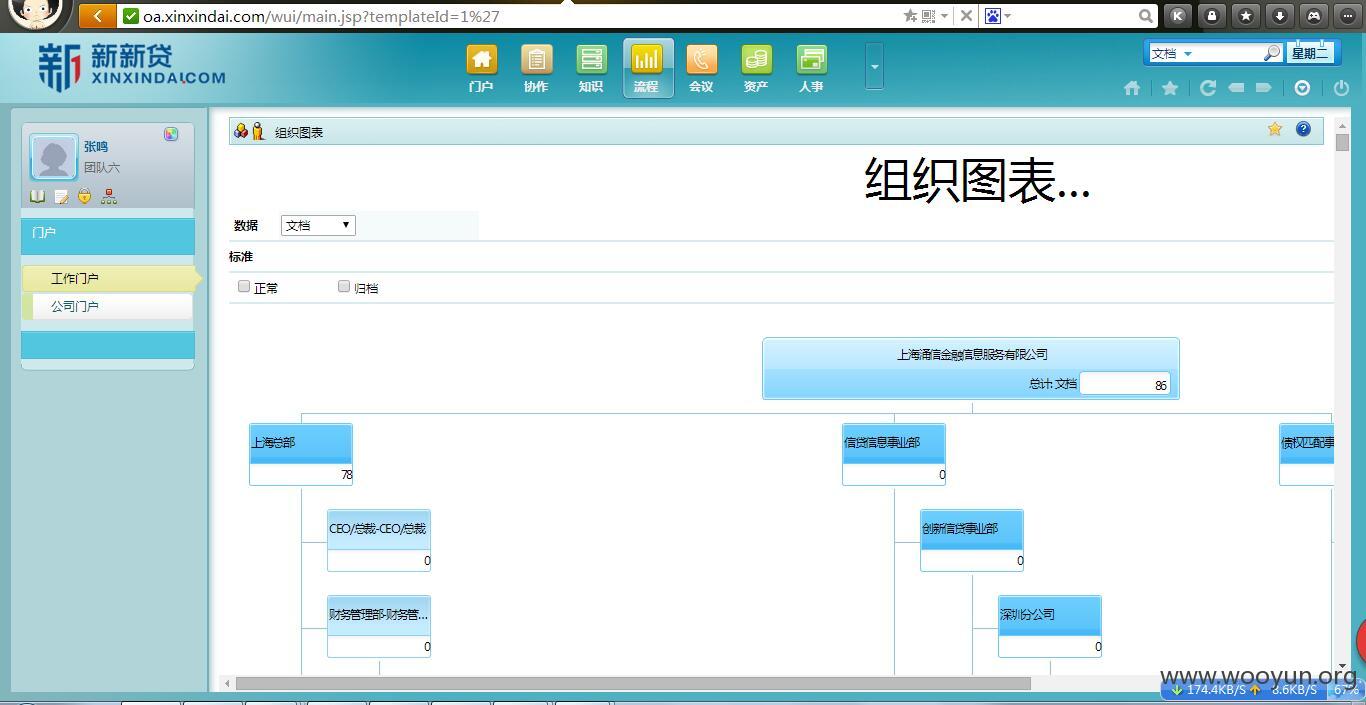 oa.xinxindai.com/wui/main.jsp?templateId=1%27
新新贷
XINXINDAI.COM
门户 协作 知识 流程 会议 资产 人事
文档
星期二
张鸣
团队六
门户
工作门户
公司门户
组织图表
组织图表...
数据 文档
标准
正常 归档
上海涌信金融信息服务有限公司
总计: 文档 86
上海总部
78
信贷信息事业部
0
债权匹配事
CEO/总裁-CEO/总裁
0
创新信贷事业部
0
财务管理部-财务管...
0
深圳分公司
0
www.wooyun.org
174.4KB/S 8.6KB/S 67%